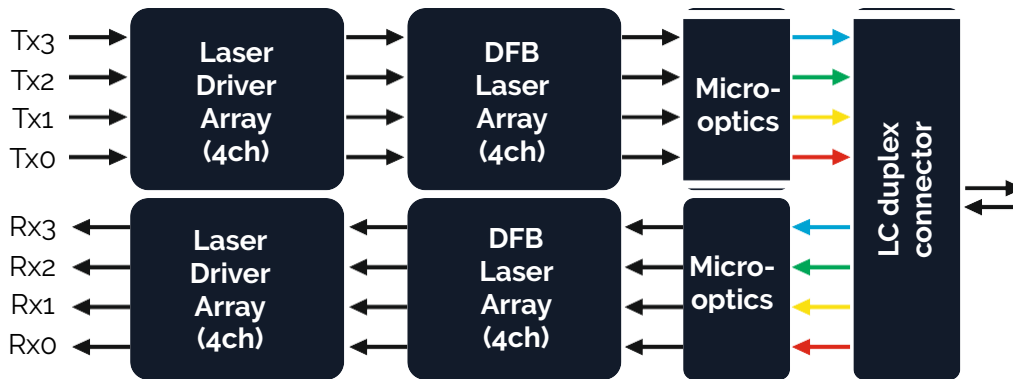 Tx3
Tx2
Tx1
Tx0
Laser
Driver
Array
(4ch)
DFB
Laser
Array
(4ch)
Micro-
optics
LC duplex
connector
Rx3
Rx2
Rx1
Rx0
Laser
Driver
Array
(4ch)
DFB
Laser
Array
(4ch)
Micro-
optics